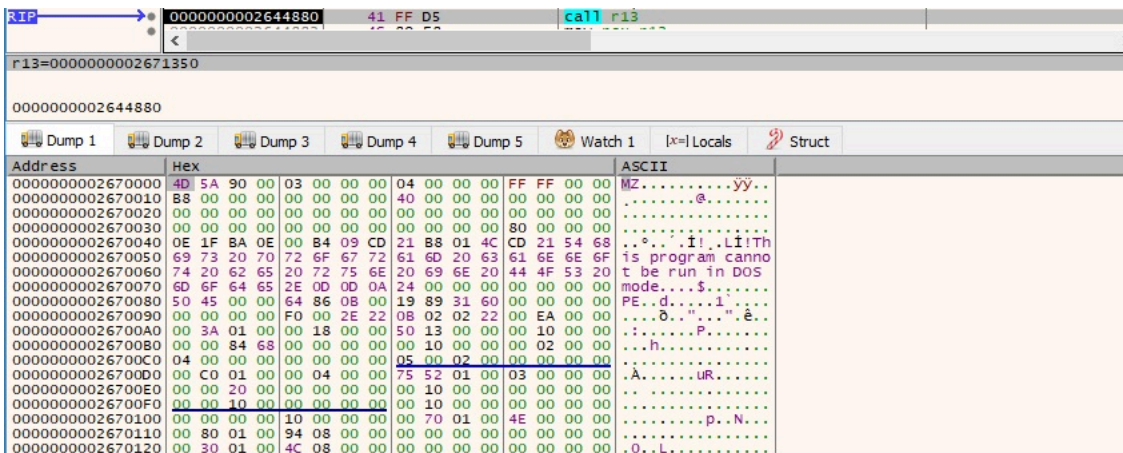 RIP
0000000002644880 41 FF D5 call r13
r13=0000000002671350
0000000002644880
Dump 1 Dump 2 Dump 3 Dump 4 Dump 5 Watch 1 [x=] Locals Struct
Address Hex ASCII
0000000002670000 4D 5A 90 00 03 00 00 00 04 00 00 00 FF FF 00 00 MZ..........ÿÿ..
0000000002670010 B8 00 00 00 00 00 00 00 40 00 00 00 00 00 00 00 ¸.......@.......
0000000002670020 00 00 00 00 00 00 00 00 00 00 00 00 00 00 00 00 ................
0000000002670030 00 00 00 00 00 00 00 00 00 00 00 00 80 00 00 00 ................
0000000002670040 0E 1F BA 0E 00 B4 09 CD 21 B8 01 4C CD 21 54 68 ..º..´.Í!¸.LÍ!Th
0000000002670050 69 73 20 70 72 6F 67 72 61 6D 20 63 61 6E 6E 6F is program canno
0000000002670060 74 20 62 65 20 72 75 6E 20 69 6E 20 44 4F 53 20 t be run in DOS
0000000002670070 6D 6F 64 65 2E 0D 0D 0A 24 00 00 00 00 00 00 00 mode....$.......
0000000002670080 50 45 00 00 64 86 0B 00 19 89 31 60 00 00 00 00 PE..d.....1`....
0000000002670090 00 00 00 00 F0 00 2E 22 0B 02 02 22 00 EA 00 00 ....ð.."...".ê..
00000000026700A0 00 3A 01 00 00 18 00 00 50 13 00 00 00 10 00 00 .:......P.......
00000000026700B0 00 00 84 68 00 00 00 00 00 10 00 00 00 02 00 00 ...h............
00000000026700C0 04 00 00 00 00 00 00 00 05 00 02 00 00 00 00 00 ................
00000000026700D0 00 C0 01 00 00 04 00 00 75 52 01 00 03 00 00 00 .À......uR......
00000000026700E0 00 00 20 00 00 00 00 00 00 10 00 00 00 00 00 00 .. .............
00000000026700F0 00 00 10 00 00 00 00 00 00 10 00 00 00 00 00 00 ................
0000000002670100 00 00 00 00 10 00 00 00 00 70 01 00 4E 00 00 00 .........p..N...
0000000002670110 00 80 01 00 94 08 00 00 00 00 00 00 00 00 00 00 ................
0000000002670120 00 30 01 00 4C 08 00 00 00 00 00 00 00 00 00 00 .0..L...........